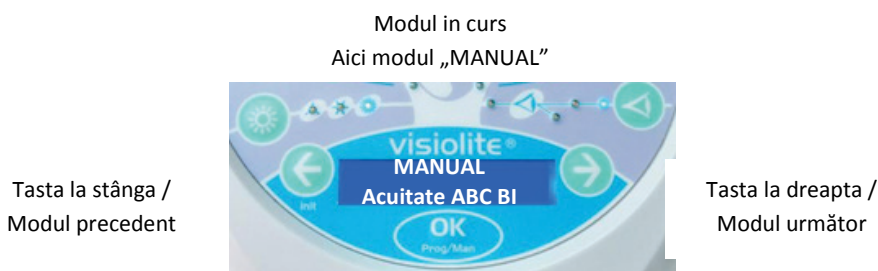 Modul in curs
Aici modul „MANUAL”
visiolite®
MANUAL
Acuitate ABC BI
Init
OK
Prog/Man
Tasta la stânga /
Modul precedent
Tasta la dreapta /
Modul următor